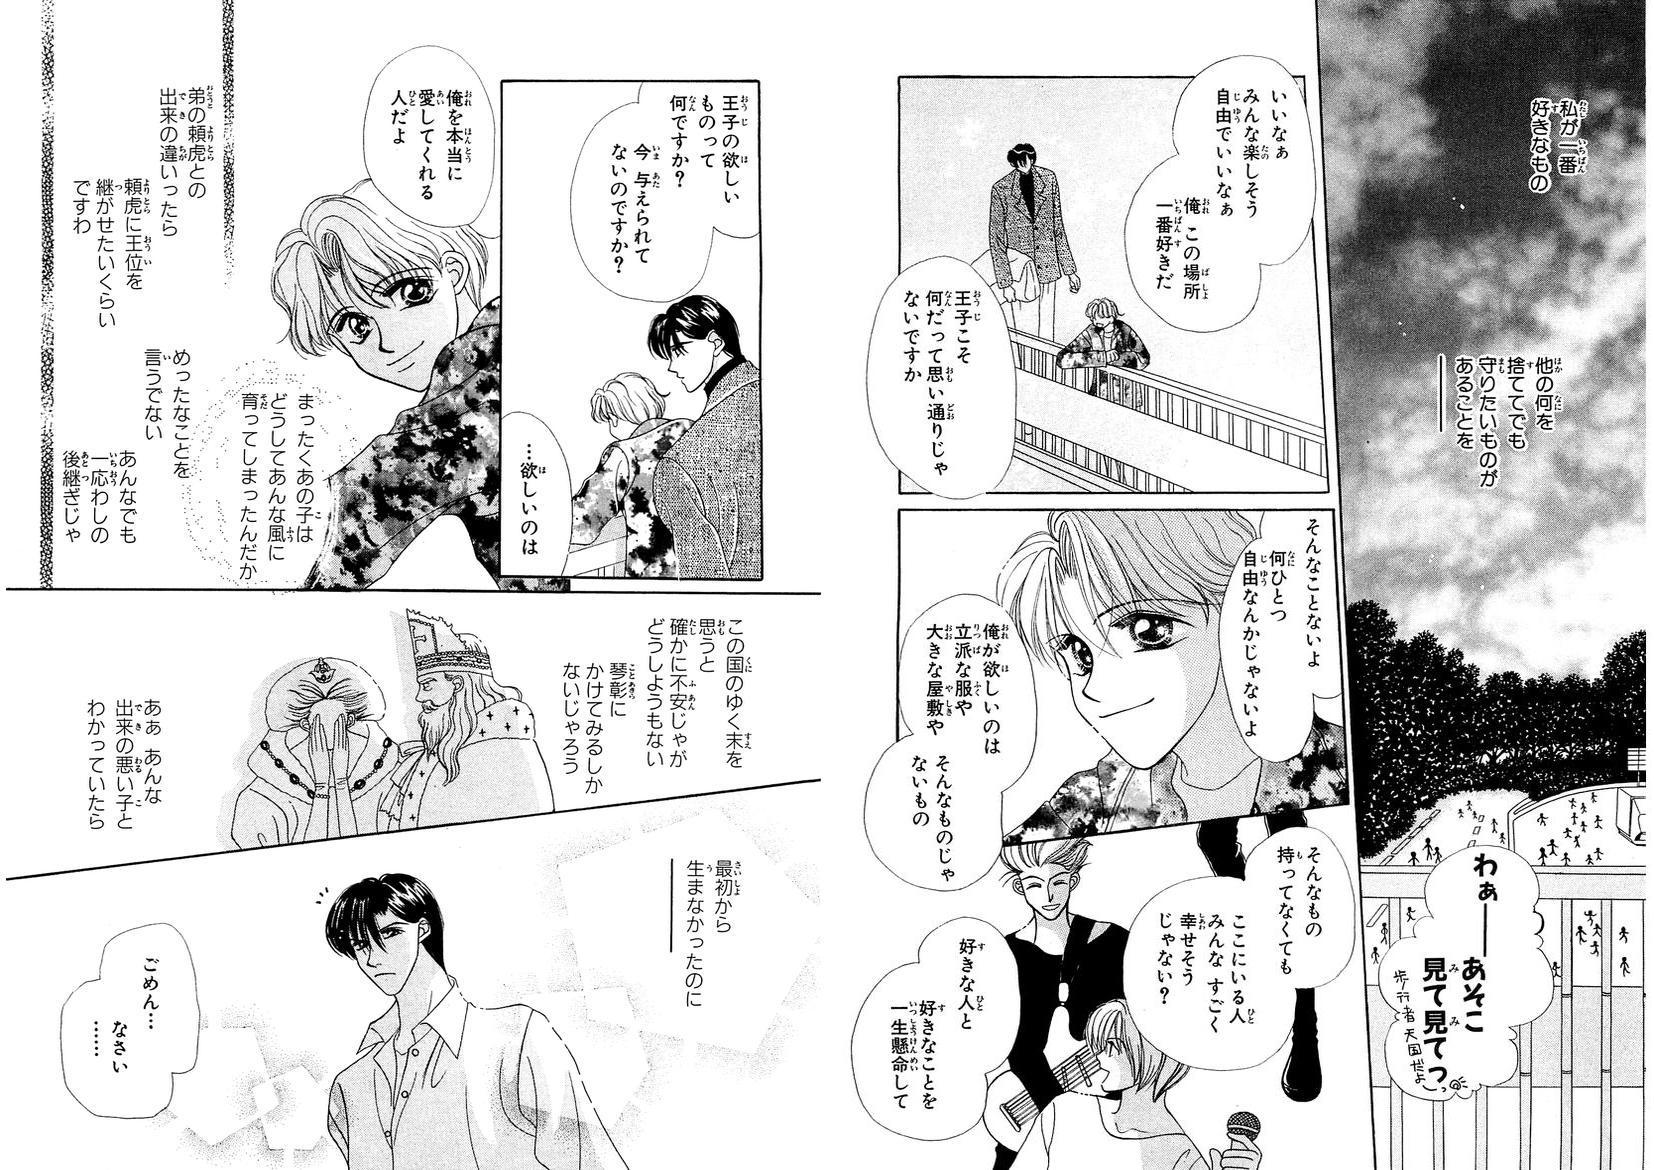 私が一番
好きなもの
他の何を
捨ててでも
守りたいものが
あることを
――
わぁ――
あそこ
見て見てっ
歩行者天国だよ
いいなぁ
みんな楽しそう
自由でいいなぁ
俺 この場所
一番好きだ
王子こそ
何だって思い通りじゃ
ないですか
そんなことないよ
何ひとつ
自由なんかじゃないよ
俺が欲しいのは
立派な服や
大きな屋敷や
そんなものじゃ
ないもの
そんなもの
持ってなくても
ここにいる人
みんな すごく
幸せそう
じゃない?
好きな人と
好きなことを
一生懸命して
王子の欲しい
ものって
何ですか?
今 与えられて
ないのですか?
…欲しいのは
俺を本当に
愛してくれる
人だよ
まったくあの子は
どうしてあんな風に
育ってしまったんだか
弟の頼虎との
出来の違いったら
頼虎に王位を
継がせたいくらい
ですわ
めったなことを
言うでない
あんなでも
一応わしの
後継ぎじゃ
この国のゆく末を
思うと
確かに不安じゃが
どうしようもない
琴彰に
かけてみるしか
ないじゃろう
あぁ あんな
出来の悪い子と
わかっていたら
最初から
生まなかったのに
――
ごめん…
なさい
……